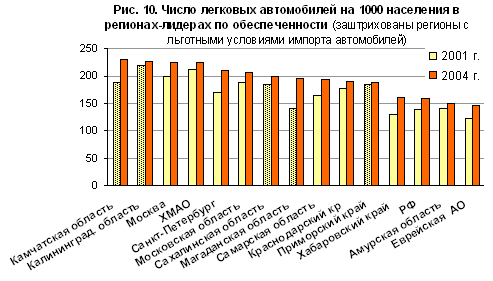 Рис. 10. Число легковых автомобилей на 1000 населения в
регионах-лидерах по обеспеченности (заштрихованы регионы с
льготными условиями импорта автомобилей)
250
200
150
100
50
0
2001 г.
2004 г.
Камчатская область
Калининград. область
Москва
ХМАО
Санкт-Петербург
Московская область
Сахалинская область
Магаданская область
Самарская область
Краснодарский кр
Приморский край
Хабаровский край
РФ
Амурская область
Еврейская АО